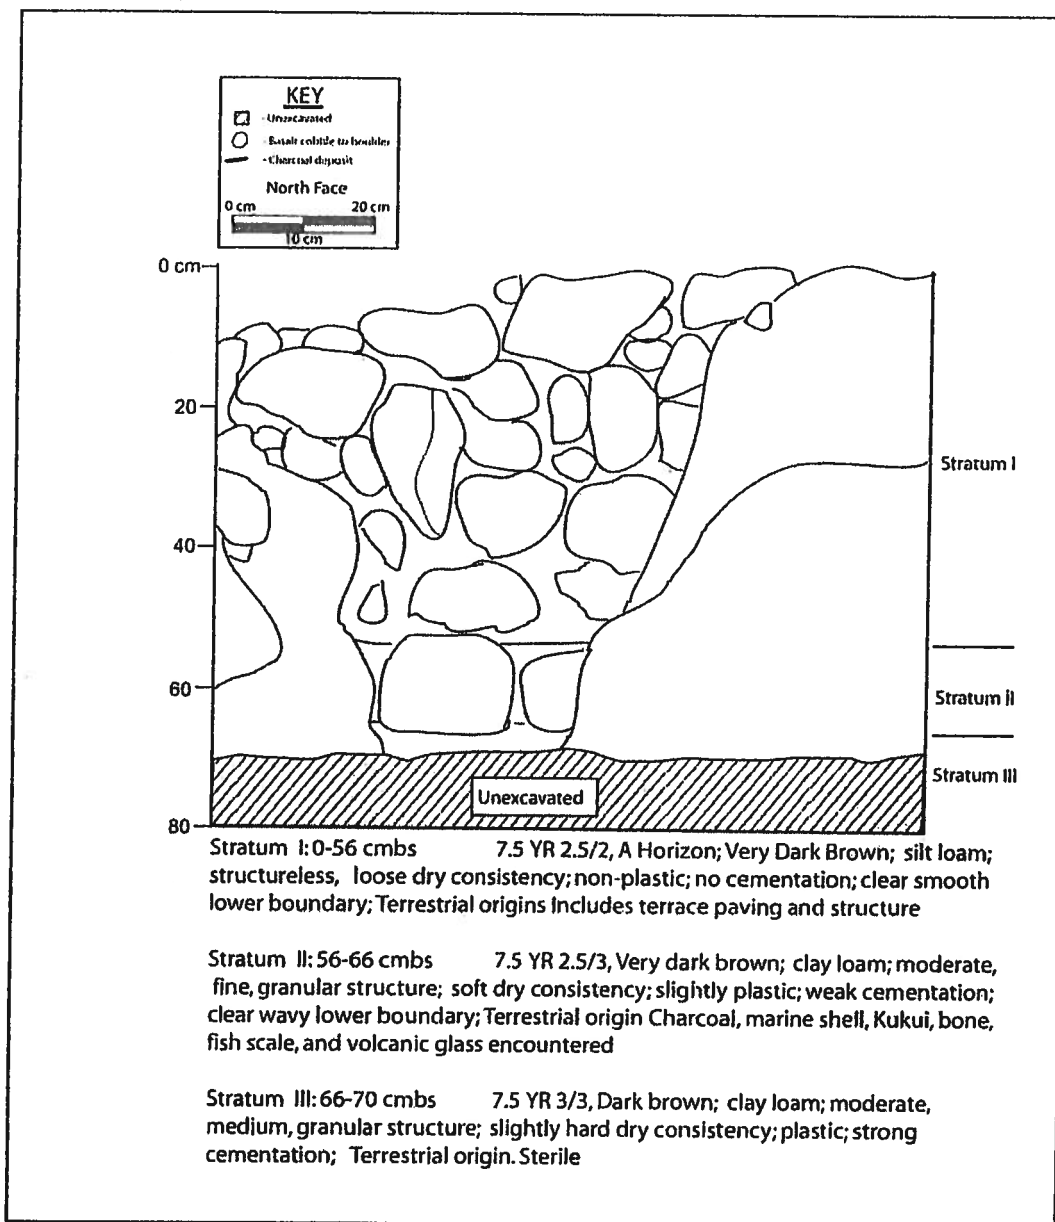 KEY
- Unexcavated
- Basalt cobble to boulder
- Charcoal deposit
North Face
0 cm 20 cm
10 cm
0 cm
20
40
60
80
Stratum I
Stratum II
Stratum III
Unexcavated
Stratum I: 0-56 cmbs 7.5 YR 2.5/2, A Horizon; Very Dark Brown; silt loam;
structureless, loose dry consistency; non-plastic; no cementation; clear smooth
lower boundary; Terrestrial origins includes terrace paving and structure
Stratum II: 56-66 cmbs 7.5 YR 2.5/3, Very dark brown; clay loam; moderate,
fine, granular structure; soft dry consistency; slightly plastic; weak cementation;
clear wavy lower boundary; Terrestrial origin Charcoal, marine shell, Kukui, bone,
fish scale, and volcanic glass encountered
Stratum III: 66-70 cmbs 7.5 YR 3/3, Dark brown; clay loam; moderate,
medium, granular structure; slightly hard dry consistency; plastic; strong
cementation; Terrestrial origin. Sterile